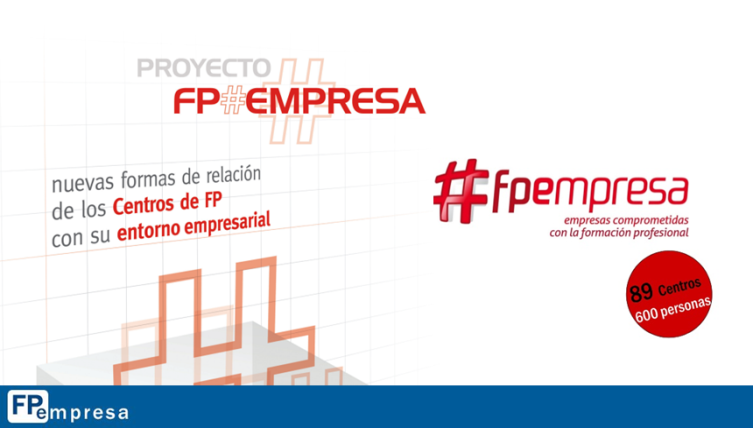 PROYECTO
FP#EMPRESA
nuevas formas de relación
de los Centros de FP
con su entorno empresarial
#fpempresa
empresas comprometidas
con la formación profesional
89 Centros
600 personas
FPempresa